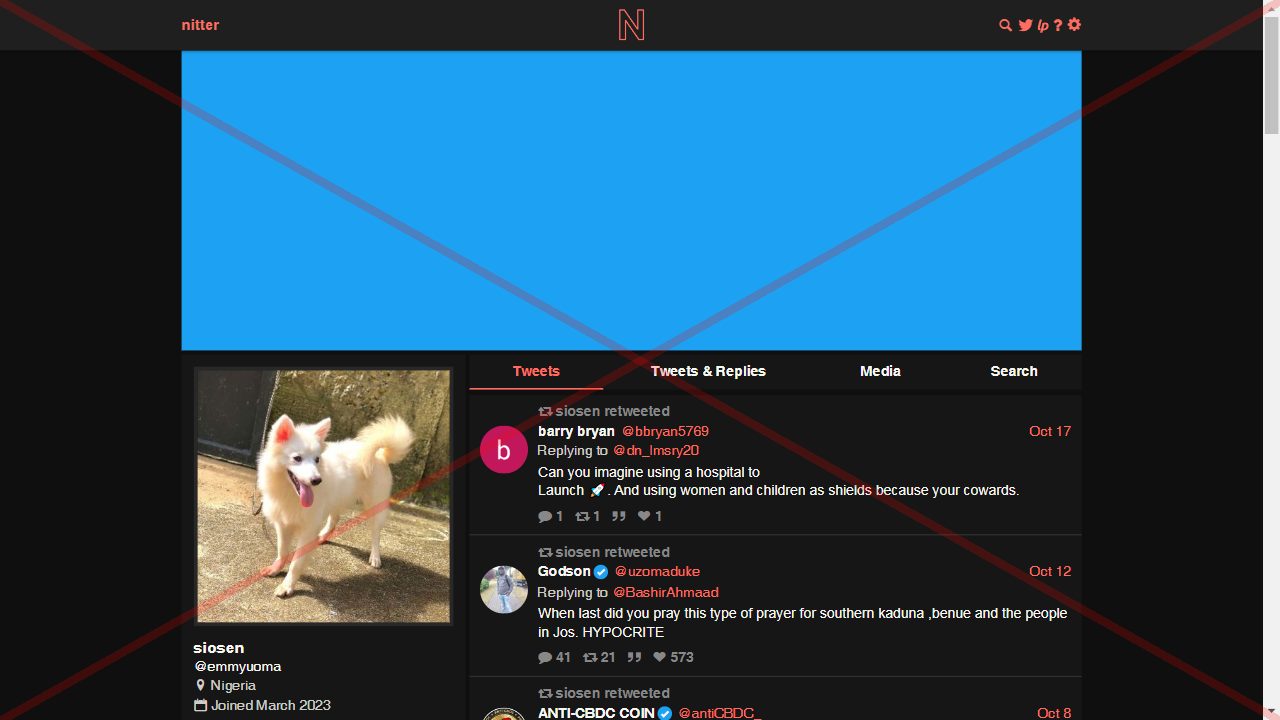 nitter
N
lp ?
Tweets
Tweets & Replies
Media
Search
siosen retweeted
barry bryan @bbryan5769 Oct 17
b
Replying to @dn_lmsry20
Can you imagine using a hospital to
Launch 🚀 . And using women and children as shields because your cowards.
1 1 1
siosen retweeted
Godson @uzomaduke Oct 12
Replying to @BashirAhmaad
When last did you pray this type of prayer for southern kaduna ,benue and the people
in Jos. HYPOCRITE
41 21 573
siosen retweeted
ANTI-CBDC COIN @antiCBDC_ Oct 8
siosen
@emmyuoma
Nigeria
Joined March 2023